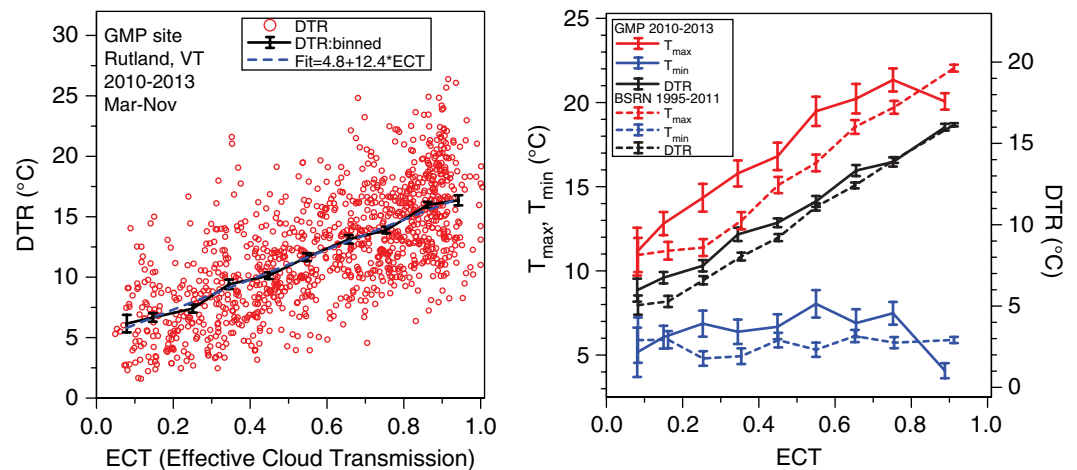 GMP site
Rutland, VT
2010-2013
Mar-Nov
DTR
DTR:binned
Fit=4.8+12.4*ECT
30
25
20
15
10
5
0
DTR (°C)
0.0
0.2
0.4
0.6
0.8
1.0
ECT (Effective Cloud Transmission)
GMP 2010-2013
Tmax
Tmin
DTR
BSRN 1995-2011
Tmax
Tmin
DTR
25
20
15
10
5
Tmax, Tmin (°C)
20
15
10
5
0
DTR (°C)
0.0
0.2
0.4
0.6
0.8
1.0
ECT